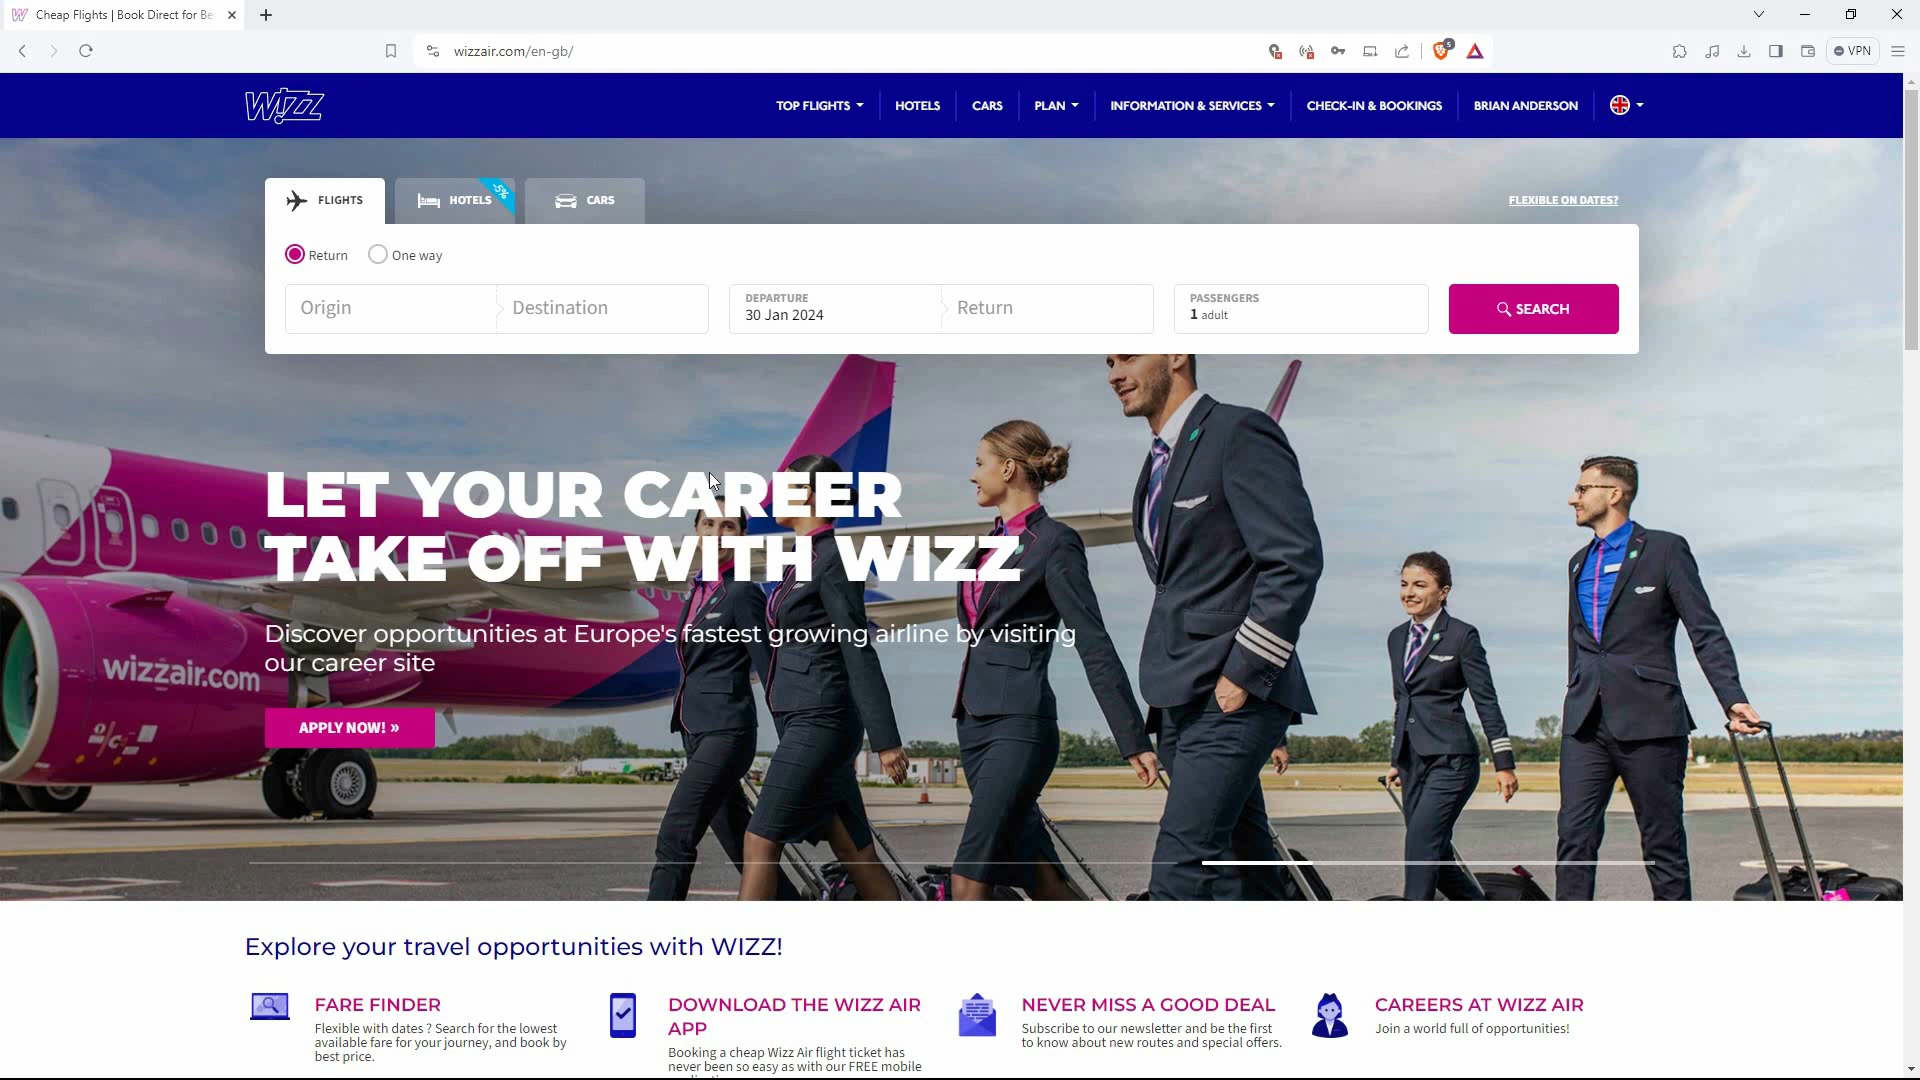 Cheap Flights | Book Direct for Be
wizzair.com/en-gb/
5
VPN
WIZZ
TOP FLIGHTS
HOTELS
CARS
PLAN
INFORMATION & SERVICES
CHECK-IN & BOOKINGS
BRIAN ANDERSON
FLIGHTS
HOTELS
-5%
CARS
FLEXIBLE ON DATES?
Return
One way
Origin
Destination
DEPARTURE
30 Jan 2024
Return
PASSENGERS
1 adult
SEARCH
LET YOUR CAREER
TAKE OFF WITH WIZZ
Discover opportunities at Europe's fastest growing airline by visiting
our career site
wizzair.com
APPLY NOW! »
Explore your travel opportunities with WIZZ!
FARE FINDER
Flexible with dates ? Search for the lowest
available fare for your journey, and book by
best price.
DOWNLOAD THE WIZZ AIR
APP
Booking a cheap Wizz Air flight ticket has
never been so easy as with our FREE mobile
NEVER MISS A GOOD DEAL
Subscribe to our newsletter and be the first
to know about new routes and special offers.
CAREERS AT WIZZ AIR
Join a world full of opportunities!